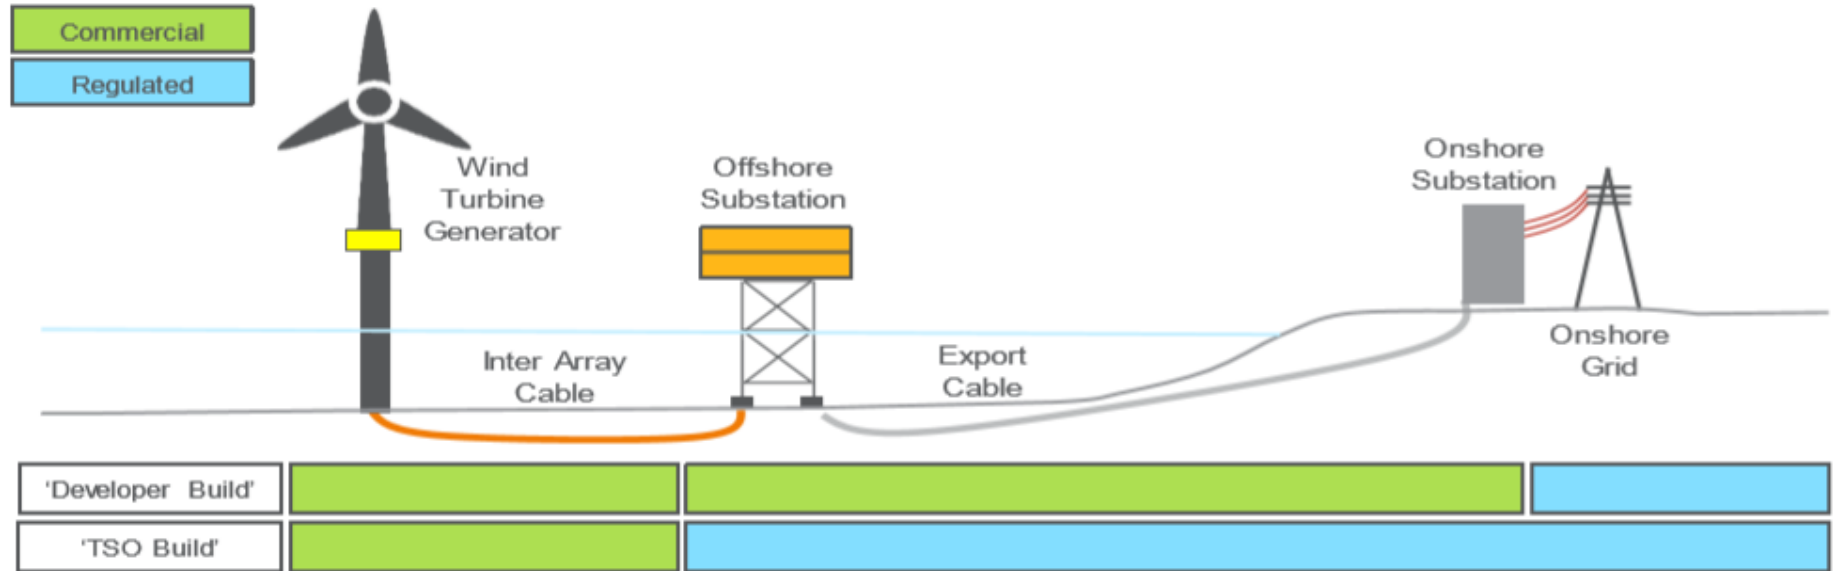 Commercial
Regulated
Wind
Turbine
Generator
Offshore
Substation
Onshore
Substation
Inter Array
Cable
Export
Cable
Onshore
Grid
'Developer Build'
'TSO Build'